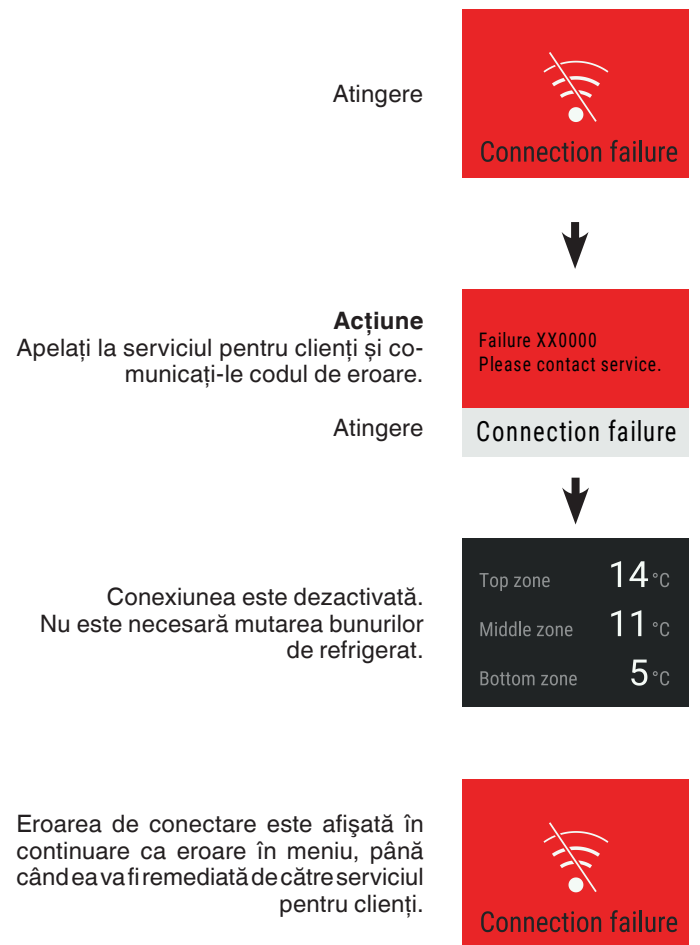 Atingere
Connection failure
Acțiune
Apelați la serviciul pentru clienți și co-
municați-le codul de eroare.
Failure XX0000
Please contact service.
Atingere
Connection failure
Conexiunea este dezactivată.
Nu este necesară mutarea bunurilor
de refrigerat.
Top zone 14 °C
Middle zone 11 °C
Bottom zone 5 °C
Eroarea de conectare este afişată în
continuare ca eroare în meniu, până
când ea va fi remediată de către serviciul
pentru clienți.
Connection failure